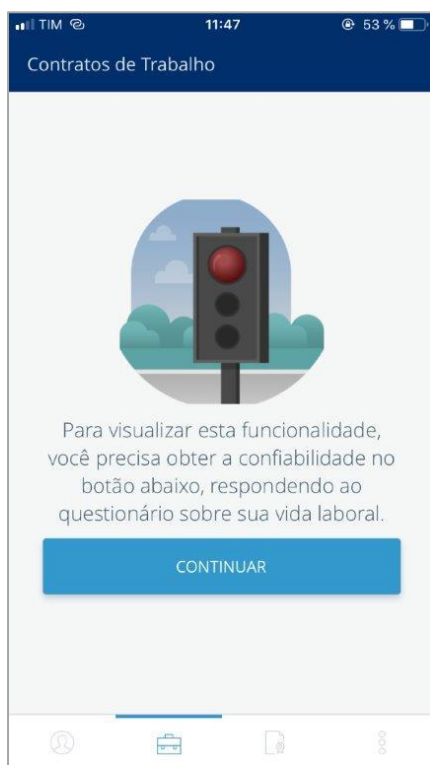 TIM 11:47 53 %
Contratos de Trabalho
Para visualizar esta funcionalidade,
você precisa obter a confiabilidade no
botão abaixo, respondendo ao
questionário sobre sua vida laboral.
CONTINUAR